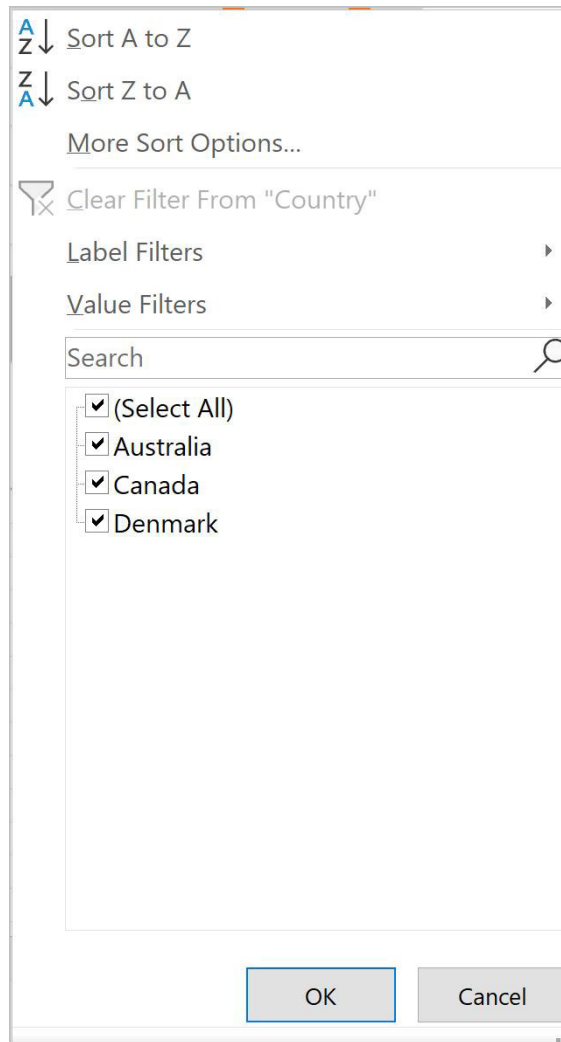 Sort A to Z
Sort Z to A
More Sort Options...
Clear Filter From "Country"
Label Filters
Value Filters
Search
(Select All)
Australia
Canada
Denmark
OK Cancel